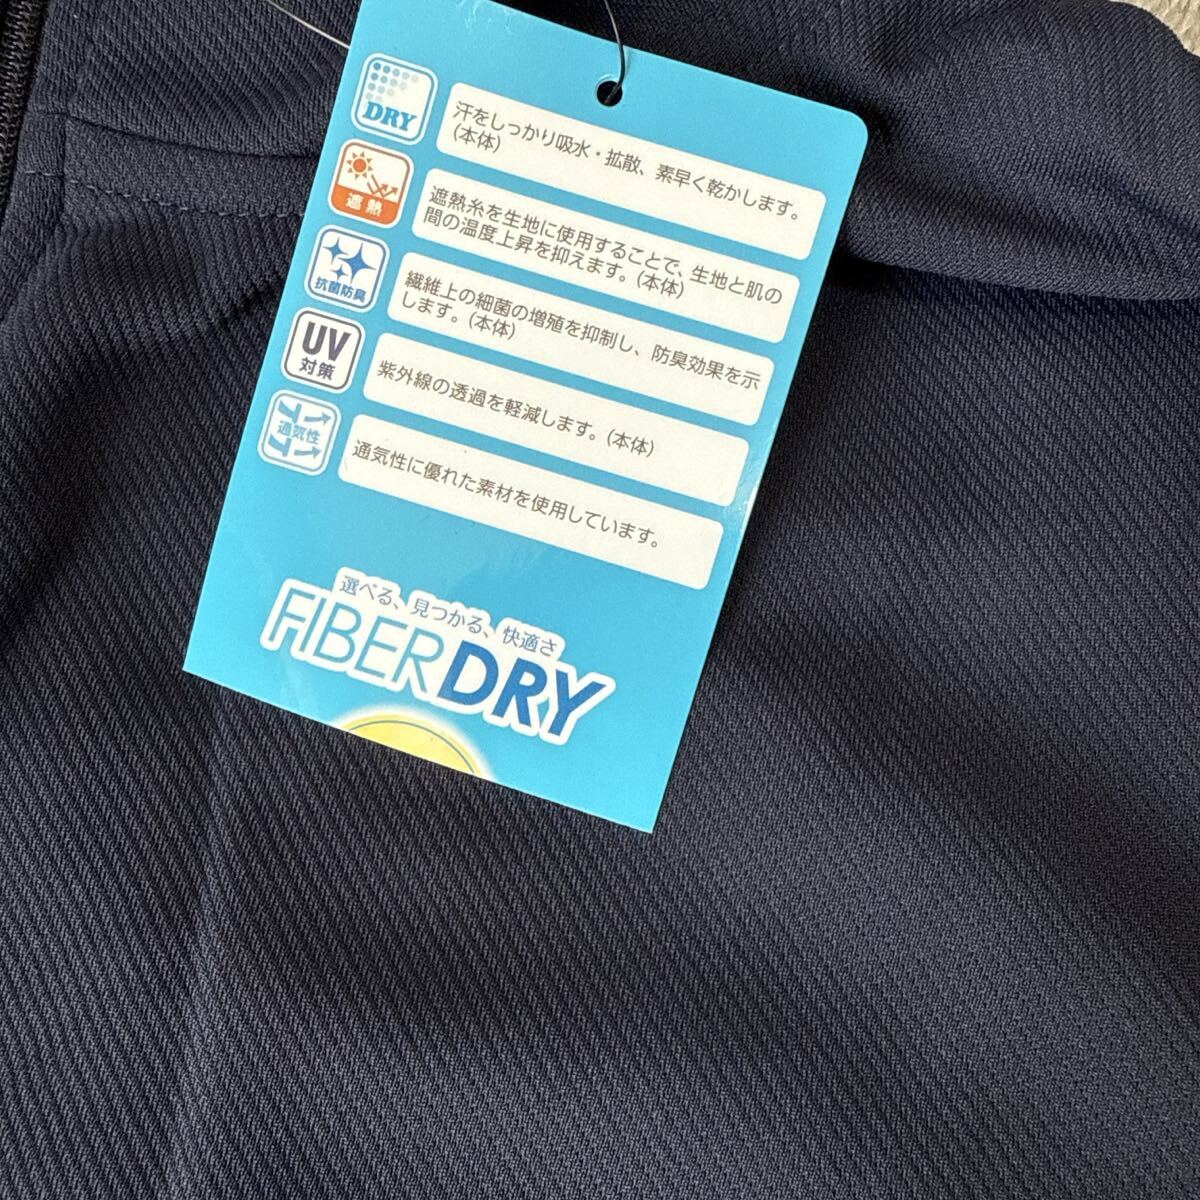 DRY
汗をしっかり吸水・拡散、素早く乾かします。
(本体)
遮熱
遮熱糸を生地に使用することで、生地と肌の
間の温度上昇を抑えます。(本体)
抗菌防臭
繊維上の細菌の増殖を抑制し、防臭効果を示
します。(本体)
UV
対策
紫外線の透過を軽減します。(本体)
通気性
通気性に優れた素材を使用しています。
選べる、見つかる、快適さ
FIBERDRY